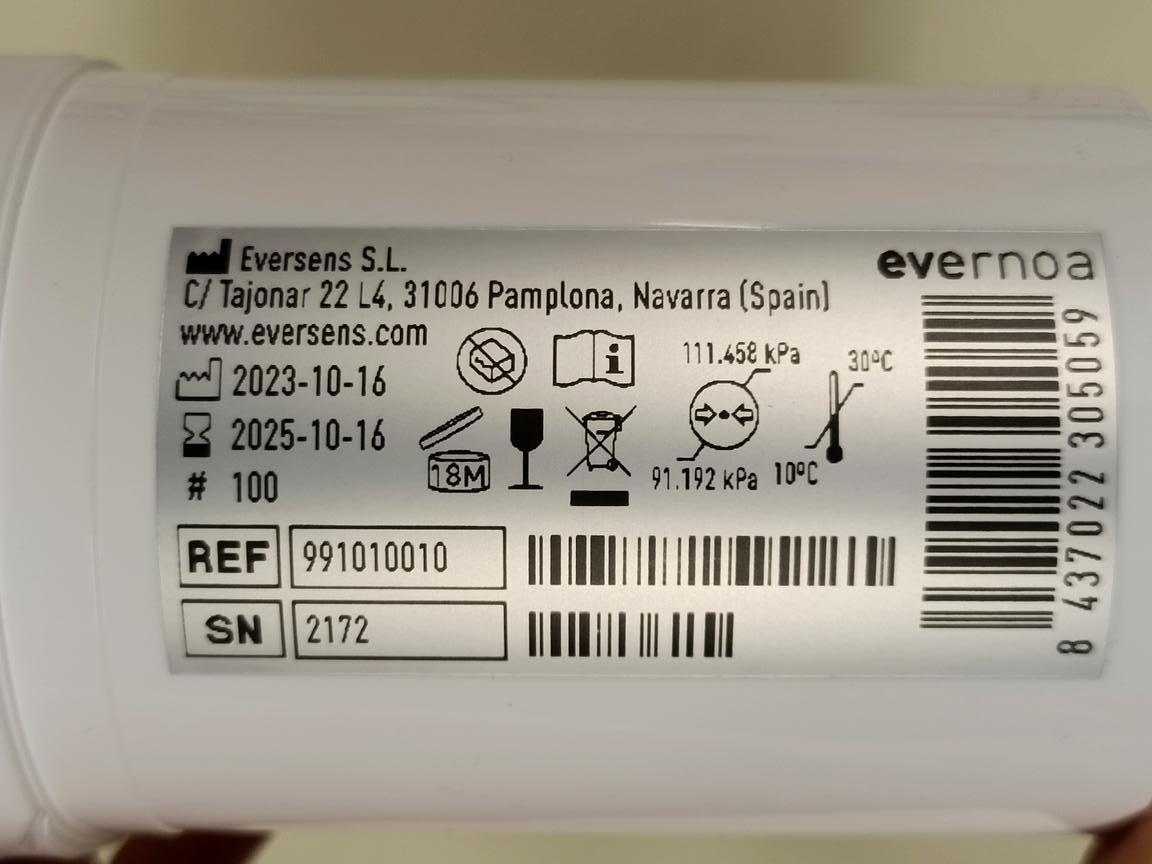 Eversens S.L.
evernoa
C/ Tajonar 22 L4, 31006 Pamplona, Navarra (Spain)
www.eversens.com
111.458 kPa
30ºC
2023-10-16
2025-10-16
18M
91.192 kPa
10ºC
# 100
REF 991010010
SN 2172
8 437022 305059